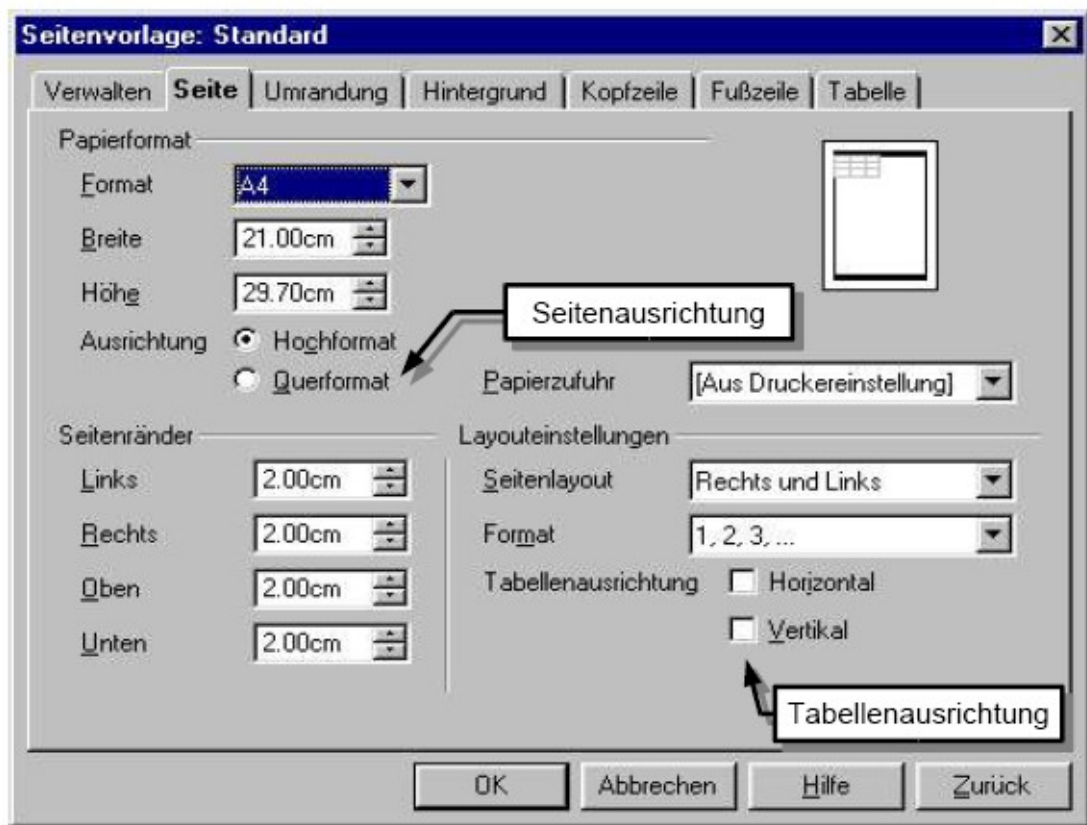 Seitenvorlage: Standard
Verwalten Seite Umrandung Hintergrund Kopfzeile Fußzeile Tabelle
Papierformat
Format A4
Breite 21.00cm
Höhe 29.70cm
Seitenausrichtung
Ausrichtung Hochformat
Querformat
Papierzufuhr [Aus Druckereinstellung]
Seitenränder
Links 2.00cm
Rechts 2.00cm
Oben 2.00cm
Unten 2.00cm
Layouteinstellungen
Seitenlayout Rechts und Links
Format 1, 2, 3, ...
Tabellenausrichtung Horizontal
Vertikal
Tabellenausrichtung
OK Abbrechen Hilfe Zurück